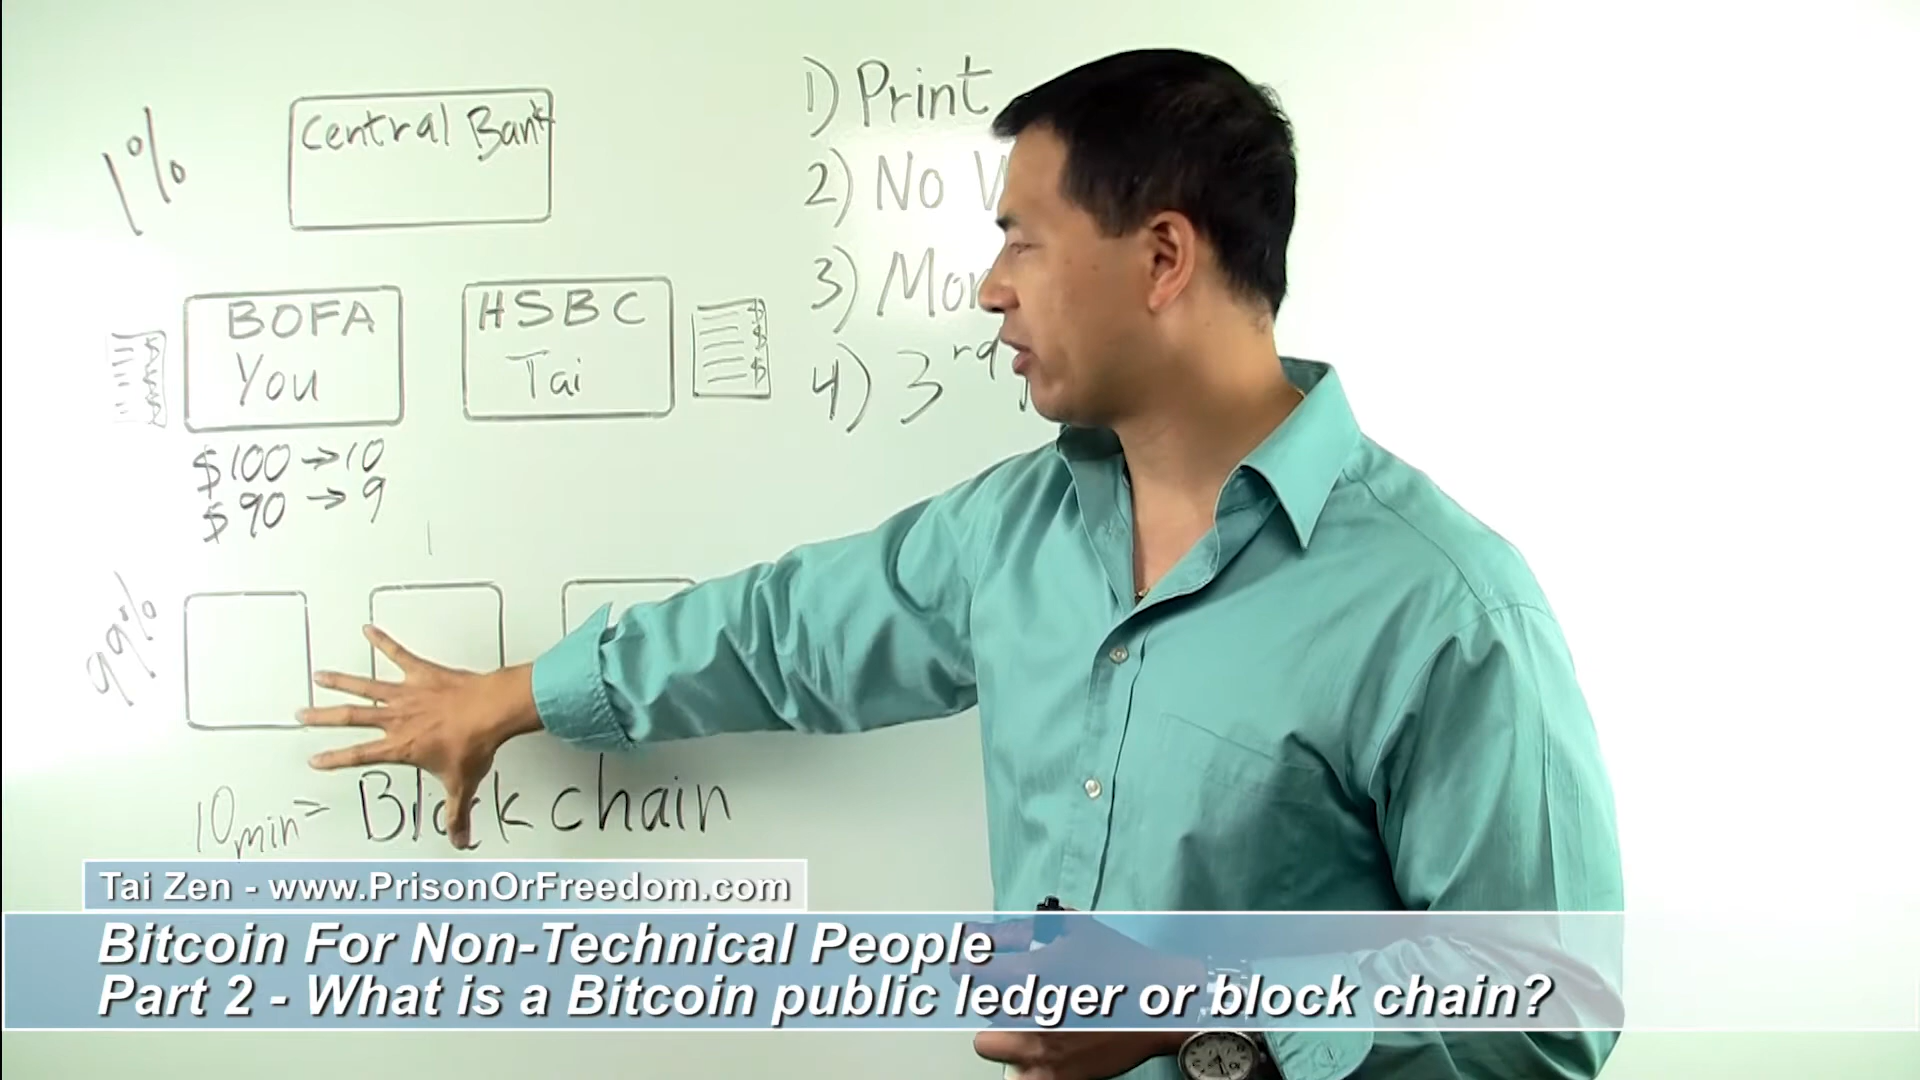 1%
Central Bank
1) Print
2) No
3)
4) 3rd
BOFA
You
HSBC
Tai
$
$
$
$100 → 10
$90 → 9
99%
10min = Block chain
Tai Zen - www.PrisonOrFreedom.com
Bitcoin For Non-Technical People
Part 2 - What is a Bitcoin public ledger or block chain?